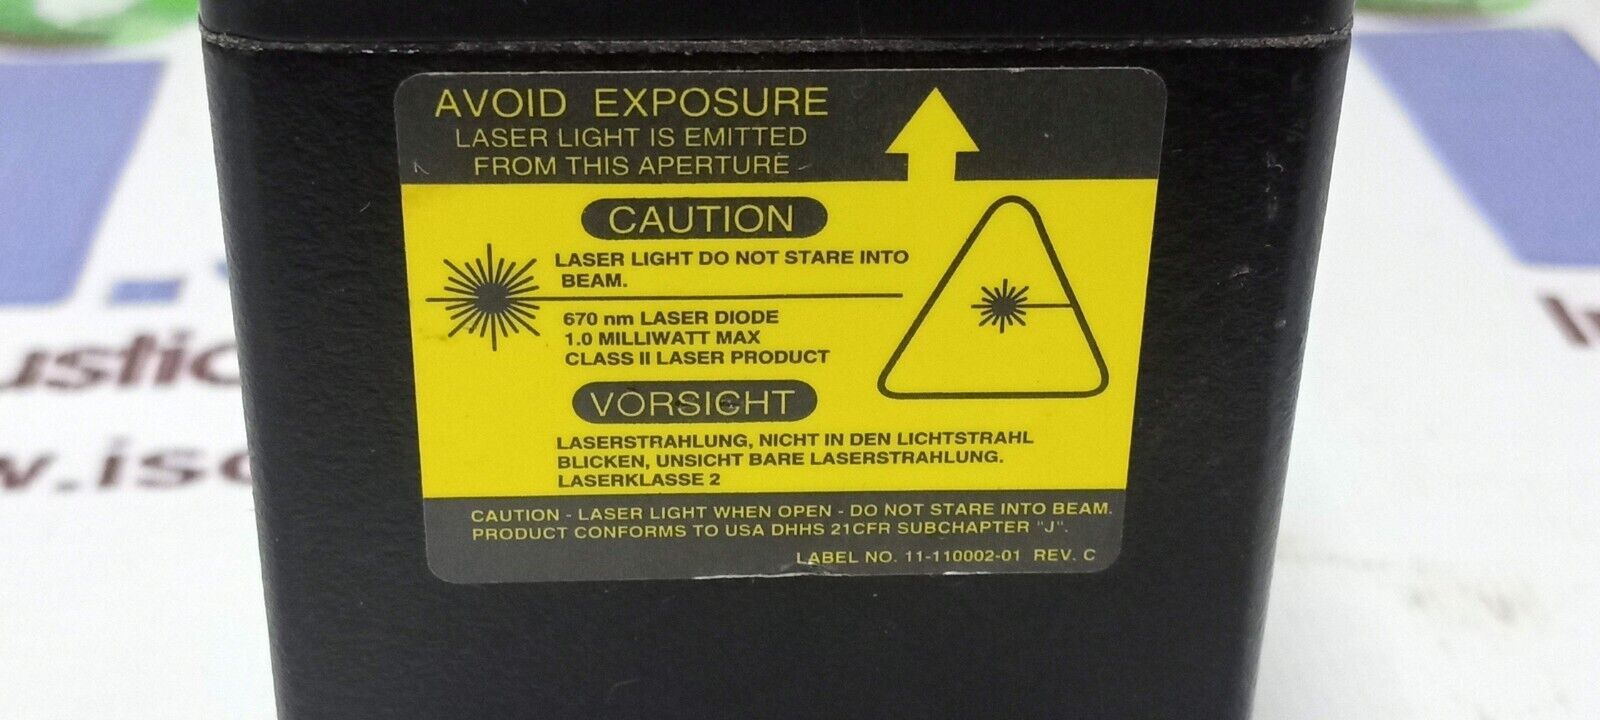 AVOID EXPOSURE
LASER LIGHT IS EMITTED
FROM THIS APERTURE
CAUTION
LASER LIGHT DO NOT STARE INTO
BEAM.
670 nm LASER DIODE
1.0 MILLIWATT MAX
CLASS II LASER PRODUCT
VORSICHT
LASERSTRAHLUNG, NICHT IN DEN LICHTSTRAHL
BLICKEN, UNSICHT BARE LASERSTRAHLUNG.
LASERKLASSE 2
CAUTION - LASER LIGHT WHEN OPEN - DO NOT STARE INTO BEAM.
PRODUCT CONFORMS TO USA DHHS 21CFR SUBCHAPTER "J".
LABEL NO. 11-110002-01 REV. C